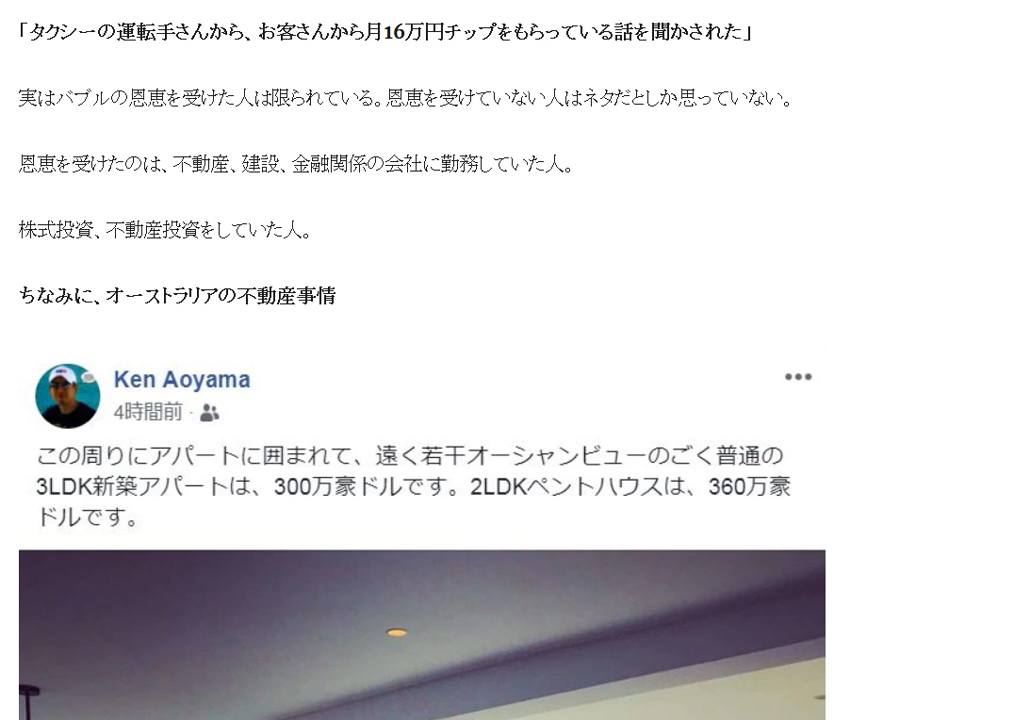 「タクシーの運転手さんから、お客さんから月16万円チップをもらっている話を聞かされた」
実はバブルの恩恵を受けた人は限られている。恩恵を受けていない人はネタだとしか思っていない。
恩恵を受けたのは、不動産、建設、金融関係の会社に勤務していた人。
株式投資、不動産投資をしていた人。
ちなみに、オーストラリアの不動産事情
Ken Aoyama
4時間前 ·
この周りにアパートに囲まれて、遠く若干オーシャンビューのごく普通の
3LDK新築アパートは、300万豪ドルです。2LDKペントハウスは、360万豪
ドルです。